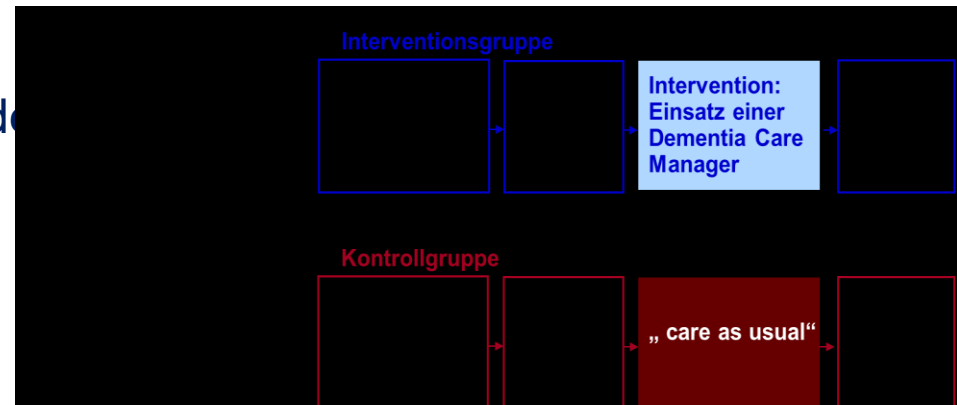 Interventionsgruppe
Intervention:
Einsatz einer
Dementia Care
Manager
Kontrollgruppe
„ care as usual“